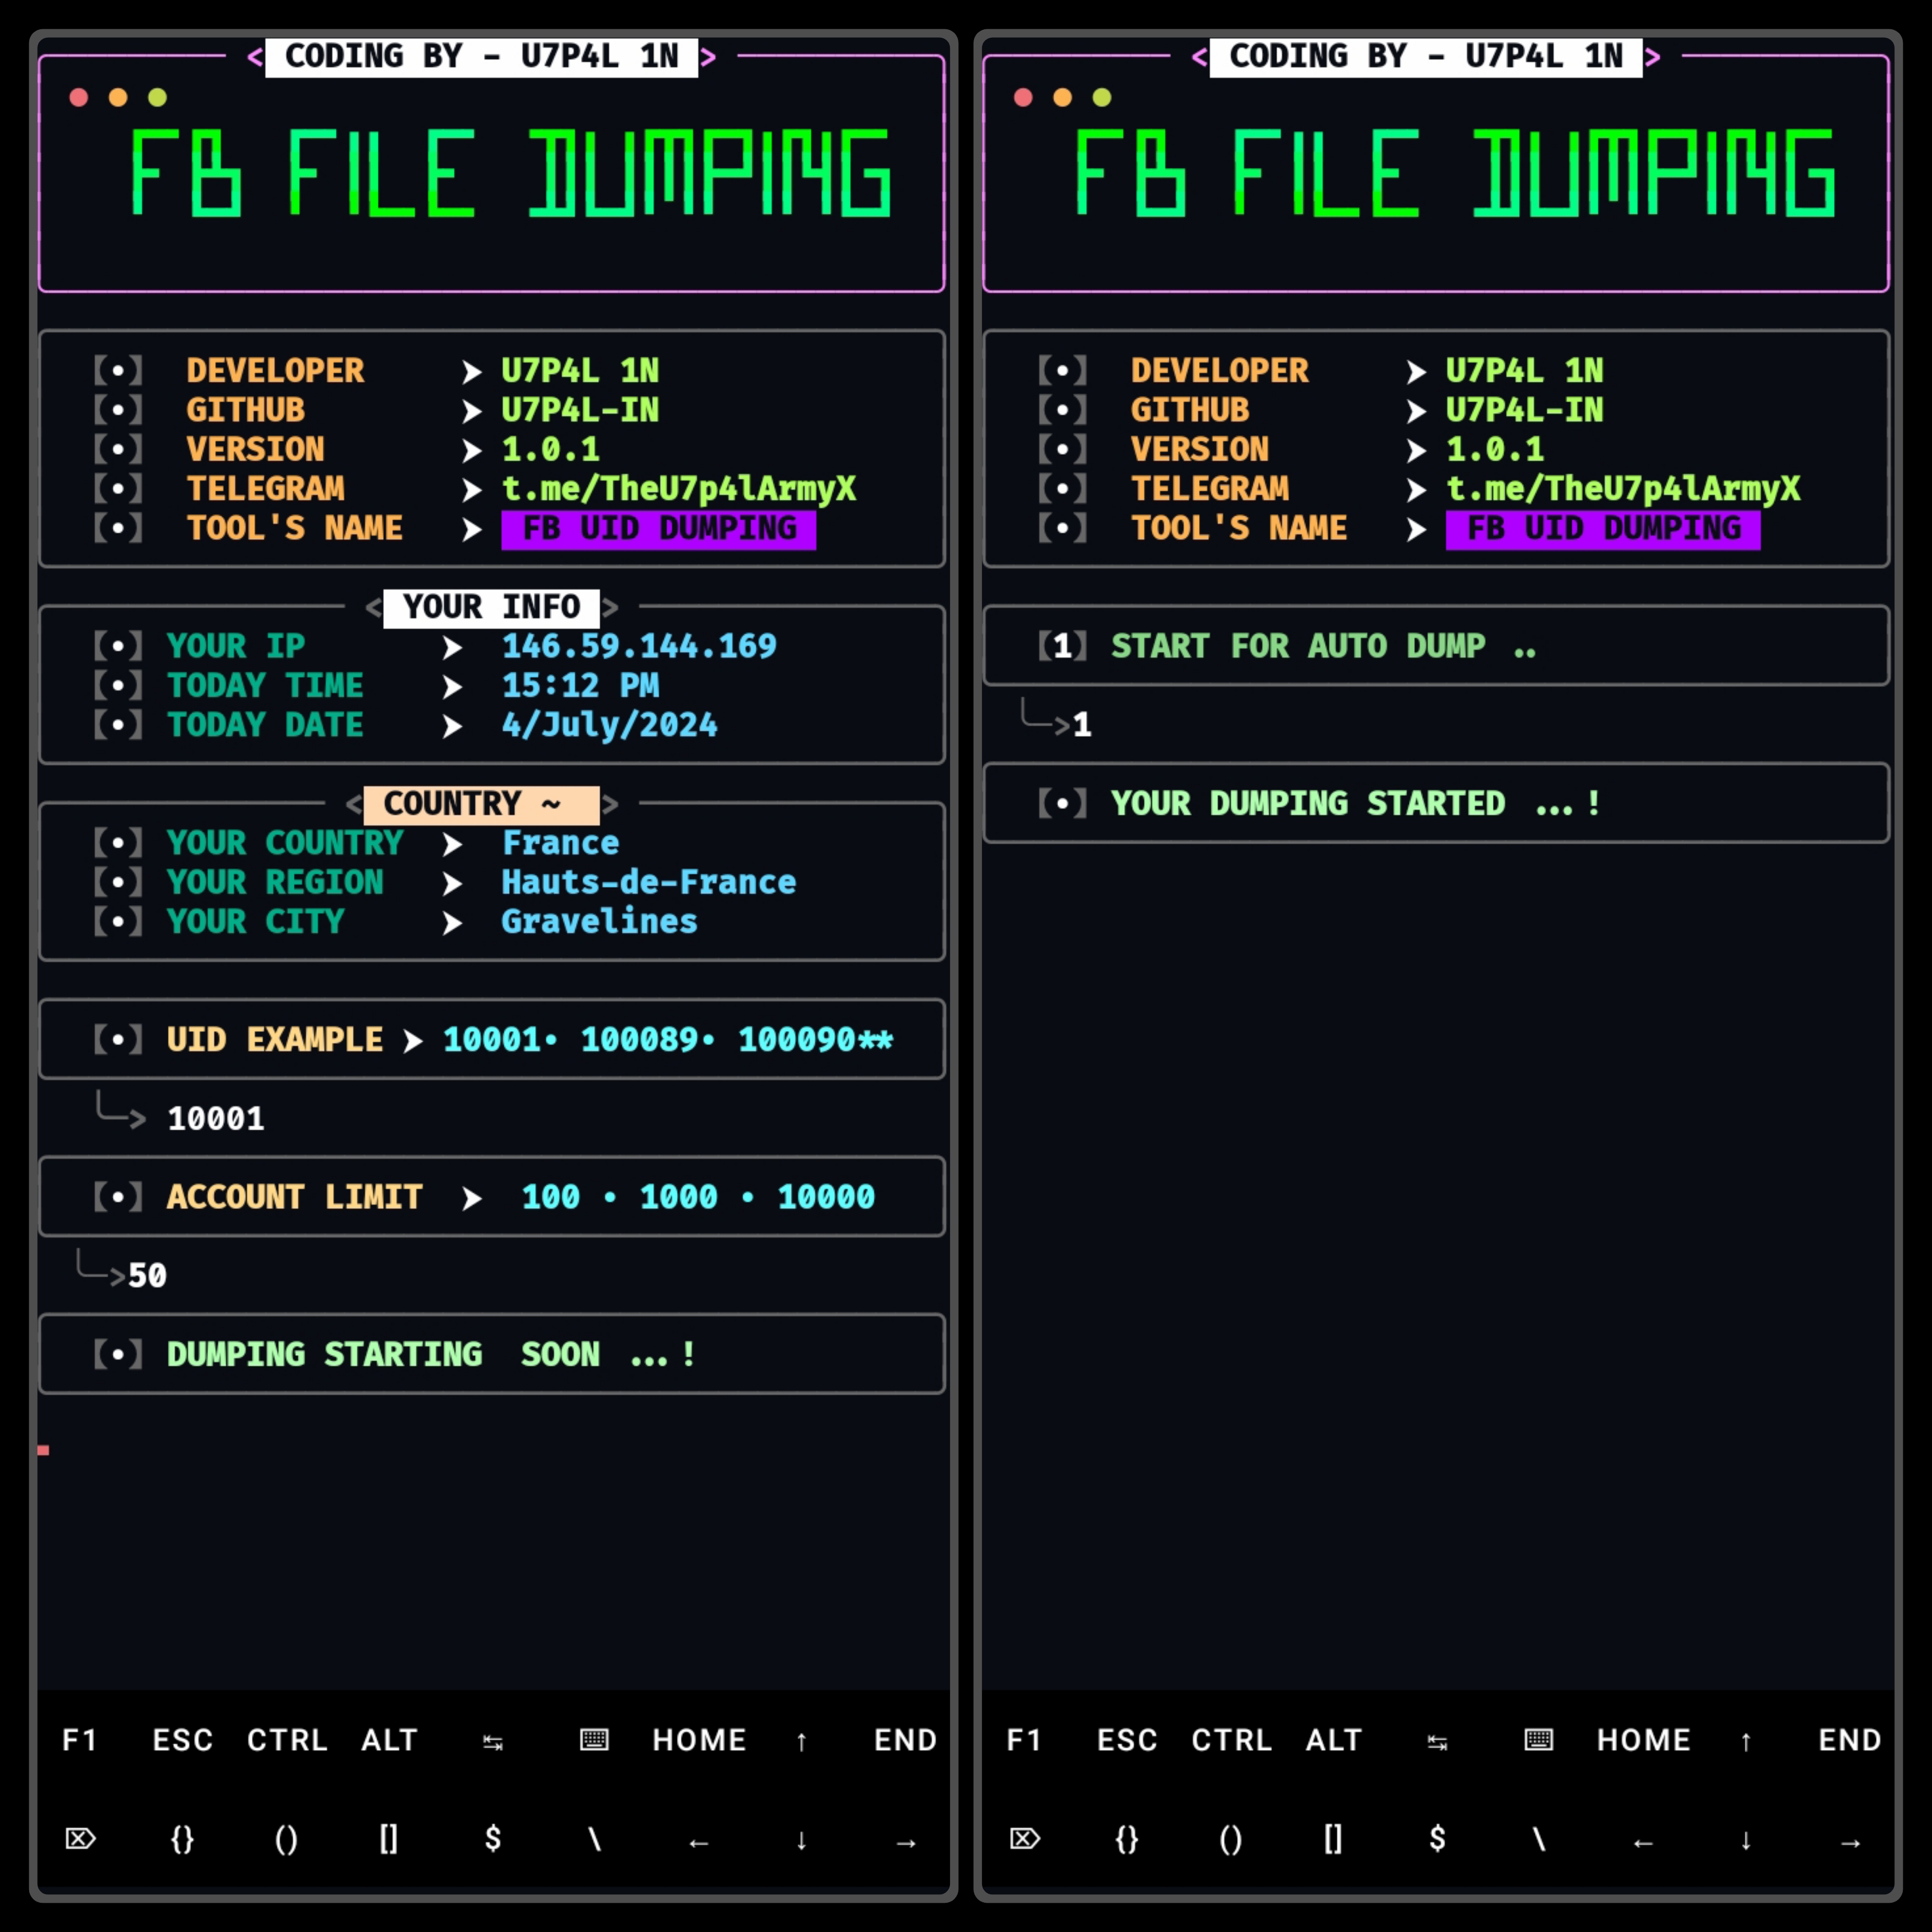 < CODING BY - U7P4L 1N >
FB FILE DUMPING
【•】 DEVELOPER ➤ U7P4L 1N
【•】 GITHUB ➤ U7P4L-IN
【•】 VERSION ➤ 1.0.1
【•】 TELEGRAM ➤ t.me/TheU7p4lArmyX
【•】 TOOL'S NAME ➤ FB UID DUMPING
< YOUR INFO >
【•】 YOUR IP ➤ 146.59.144.169
【•】 TODAY TIME ➤ 15:12 PM
【•】 TODAY DATE ➤ 4/July/2024
< COUNTRY ~ >
【•】 YOUR COUNTRY ➤ France
【•】 YOUR REGION ➤ Hauts-de-France
【•】 YOUR CITY ➤ Gravelines
【•】 UID EXAMPLE ➤ 10001• 100089• 100090**
╰─> 10001
【•】 ACCOUNT LIMIT ➤ 100 • 1000 • 10000
╰─>50
【•】 DUMPING STARTING SOON ...!
F1 ESC CTRL ALT ↹ ⌨ HOME ↑ END
⌦ {} () [] $ \ ← ↓ →
< CODING BY - U7P4L 1N >
FB FILE DUMPING
【•】 DEVELOPER ➤ U7P4L 1N
【•】 GITHUB ➤ U7P4L-IN
【•】 VERSION ➤ 1.0.1
【•】 TELEGRAM ➤ t.me/TheU7p4lArmyX
【•】 TOOL'S NAME ➤ FB UID DUMPING
【1】 START FOR AUTO DUMP ..
╰─>1
【•】 YOUR DUMPING STARTED ...!
F1 ESC CTRL ALT ↹ ⌨ HOME ↑ END
⌦ {} () [] $ \ ← ↓ →